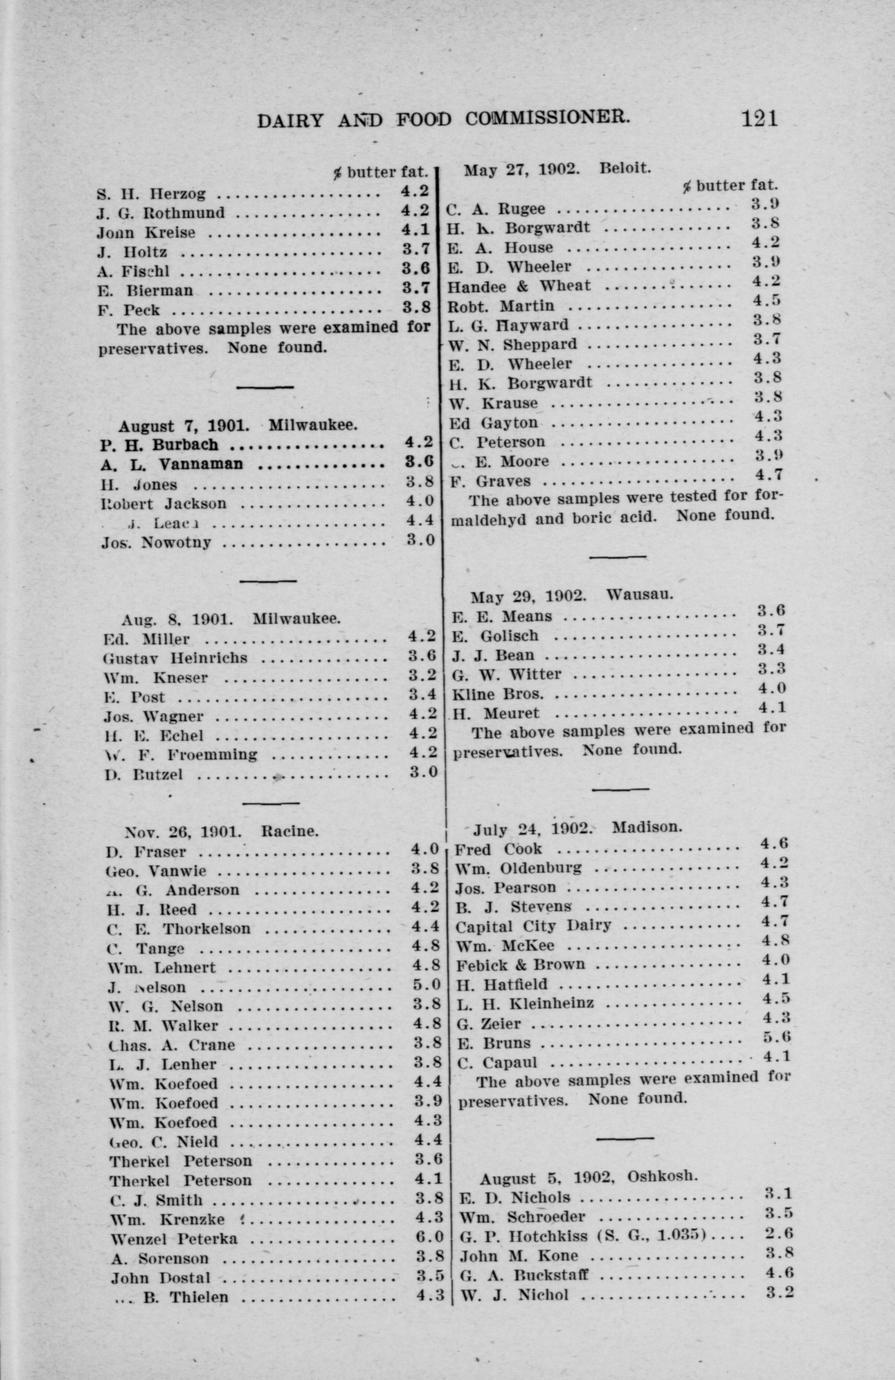 DAIRY AND FOOD COMMISSIONER. 121
% butter fat.
S. H. Herzog .................. 4.2
J. G. Rothmund ................ 4.2
John Kreise ................... 4.1
J. Holtz ...................... 3.7
A. Fischl ...................... 3.6
E. Bierman ................... 3.7
F. Peck ....................... 3.8
The above samples were examined for
preservatives. None found.
August 7, 1901. Milwaukee.
P. H. Burbach ................. 4.2
A. L. Vannaman .............. 3.6
H. Jones ..................... 3.8
Robert Jackson ................ 4.0
J. Leach ................... 4.4
Jos. Nowotny .................. 3.0
Aug. 8, 1901. Milwaukee.
Ed. Miller .................... 4.2
Gustav Heinrichs .............. 3.6
Wm. Kneser .................. 3.2
E. Post ....................... 3.4
Jos. Wagner ................... 4.2
H. E. Echel ................... 4.2
W. F. Froemming ............. 4.2
D. Butzel ..................... 3.0
Nov. 26, 1901. Racine.
D. Fraser ..................... 4.0
Geo. Vanwie ................... 3.8
A. G. Anderson ............... 4.2
H. J. Reed .................... 4.2
C. E. Thorkelson .............. 4.4
C. Tange ..................... 4.8
Wm. Lehnert .................. 4.8
J. Nelson ..................... 5.0
W. G. Nelson ................. 3.8
R. M. Walker .................. 4.8
Chas. A. Crane ................ 3.8
L. J. Lenher .................. 3.8
Wm. Koefoed .................. 4.4
Wm. Koefoed .................. 3.9
Wm. Koefoed .................. 4.3
Geo. C. Nield .................. 4.4
Therkel Peterson .............. 3.6
Therkel Peterson .............. 4.1
C. J. Smith .................... 3.8
Wm. Krenzke ................ 4.3
Wenzel Peterka ................ 6.0
A. Sorenson ................... 3.8
John Dostal ................... 3.5
B. Thielen ................. 4.3
May 27, 1902. Beloit.
% butter fat.
C. A. Rugee ................... 3.9
H. K. Borgwardt .............. 3.8
E. A. House .................. 4.2
E. D. Wheeler ................ 3.9
Handee & Wheat .............. 4.2
Robt. Martin .................. 4.5
L. G. Hayward ................. 3.8
W. N. Sheppard ................ 3.7
E. D. Wheeler ................ 4.3
H. K. Borgwardt .............. 3.8
W. Krause .................... 3.8
Ed Gayton .................... 4.3
C. Peterson ................... 4.3
E. Moore ................... 3.9
F. Graves ..................... 4.7
The above samples were tested for for-
maldehyd and boric acid. None found.
May 29, 1902. Wausau.
E. E. Means ................... 3.6
E. Golisch .................... 3.7
J. J. Bean ..................... 3.4
G. W. Witter .................. 3.3
Kline Bros. .................... 4.0
H. Meuret .................... 4.1
The above samples were examined for
preservatives. None found.
July 24, 1902. Madison.
Fred Cook .................... 4.6
Wm. Oldenburg ................ 4.2
Jos. Pearson ................... 4.3
B. J. Stevens ................. 4.7
Capital City Dairy ............. 4.7
Wm. McKee ................... 4.8
Febick & Brown ................ 4.0
H. Hatfield .................... 4.1
L. H. Kleinheinz ............... 4.5
G. Zeier ....................... 4.3
E. Bruns ...................... 5.6
C. Capaul ..................... 4.1
The above samples were examined for
preservatives. None found.
August 5, 1902, Oshkosh.
E. D. Nichols .................. 3.1
Wm. Schroeder ................ 3.5
G. P. Hotchkiss (S. G., 1.035) .... 2.6
John M. Kone ................. 3.8
G. A. Buckstaff ................ 4.6
W. J. Nichol .................. 3.2